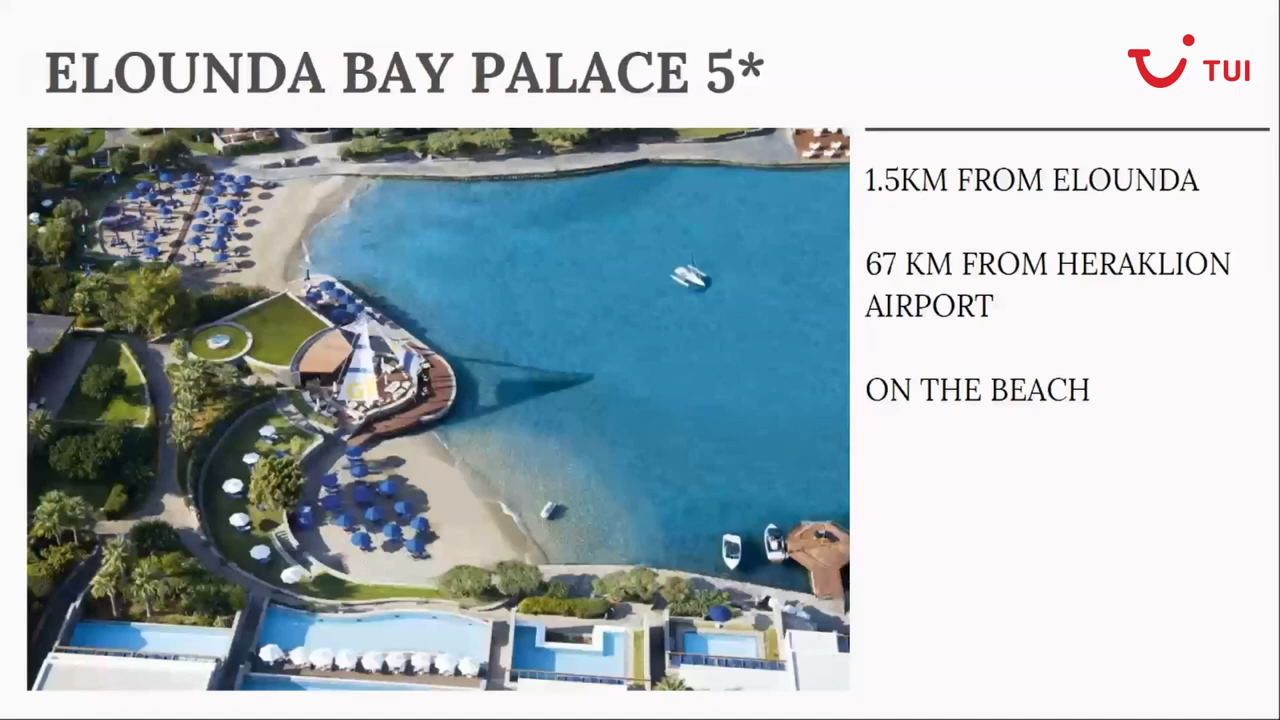 ELOUNDA BAY PALACE 5*
TUI
1.5KM FROM ELOUNDA
67 KM FROM HERAKLION
AIRPORT
ON THE BEACH